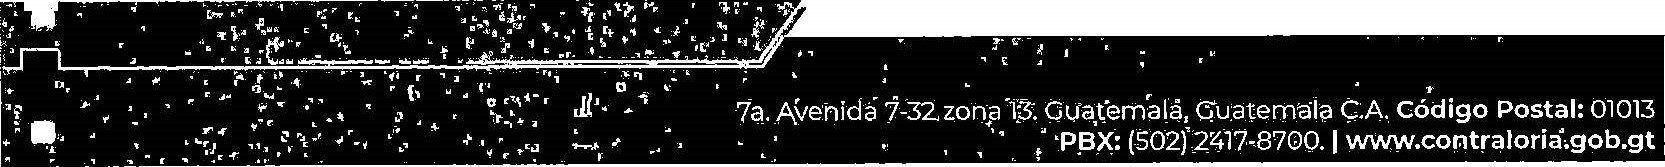 7a. Avenida 7-32 zona 13. Guatemala, Guatemala C.A. Código Postal: 01013
PBX: (502) 2417-8700. | www.contraloria.gob.gt